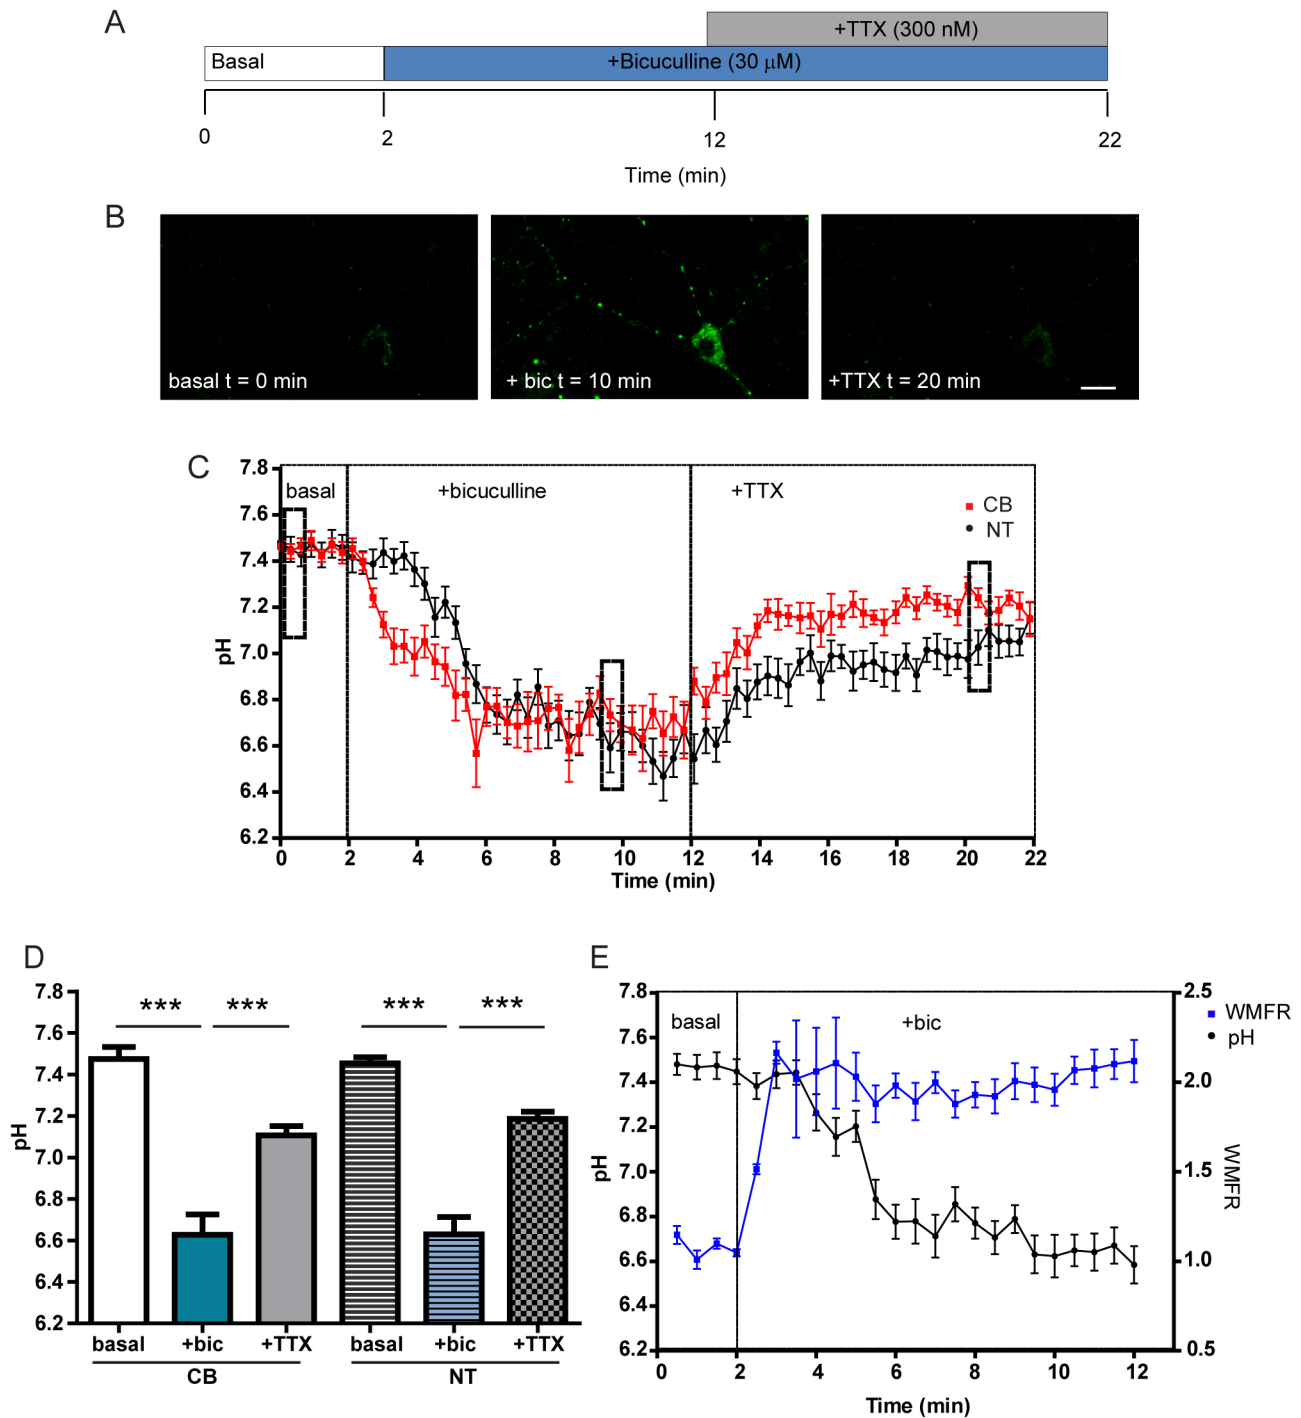 A
+TTX (300 nM)
Basal
+Bicuculline (30 µM)
0 2 12 22
Time (min)
B
basal t = 0 min
+ bic t = 10 min
+TTX t = 20 min
C
7.8
7.6
7.4
7.2
7.0
6.8
6.6
6.4
6.2
pH
basal
+bicuculline
+TTX
CB
NT
0 2 4 6 8 10 12 14 16 18 20 22
Time (min)
D
7.8
7.6
7.4
7.2
7.0
6.8
6.6
6.4
6.2
pH
*** *** *** ***
basal +bic +TTX basal +bic +TTX
CB NT
E
7.8
7.6
7.4
7.2
7.0
6.8
6.6
6.4
6.2
pH
basal
+bic
2.5
2.0
1.5
1.0
0.5
WMFR
WMFR
pH
0 2 4 6 8 10 12
Time (min)